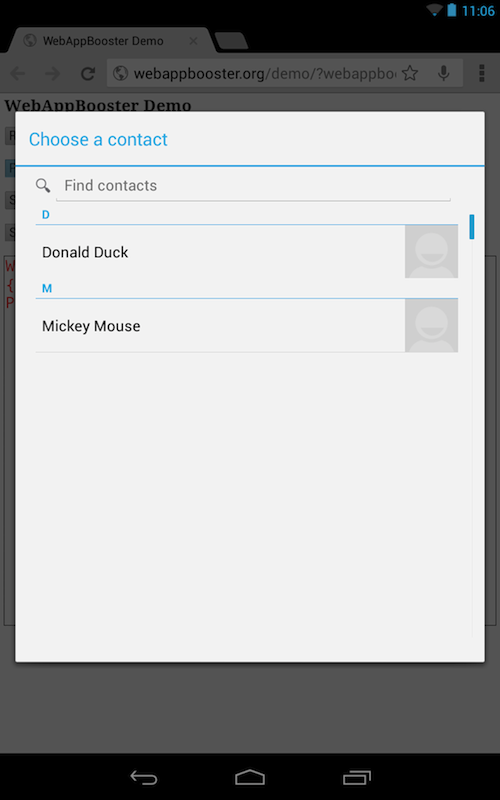 11:06
WebAppBooster Demo
webappbooster.org/demo/?webappbo
WebAppBooster Demo
Choose a contact
Find contacts
D
Donald Duck
M
Mickey Mouse
W
{
P